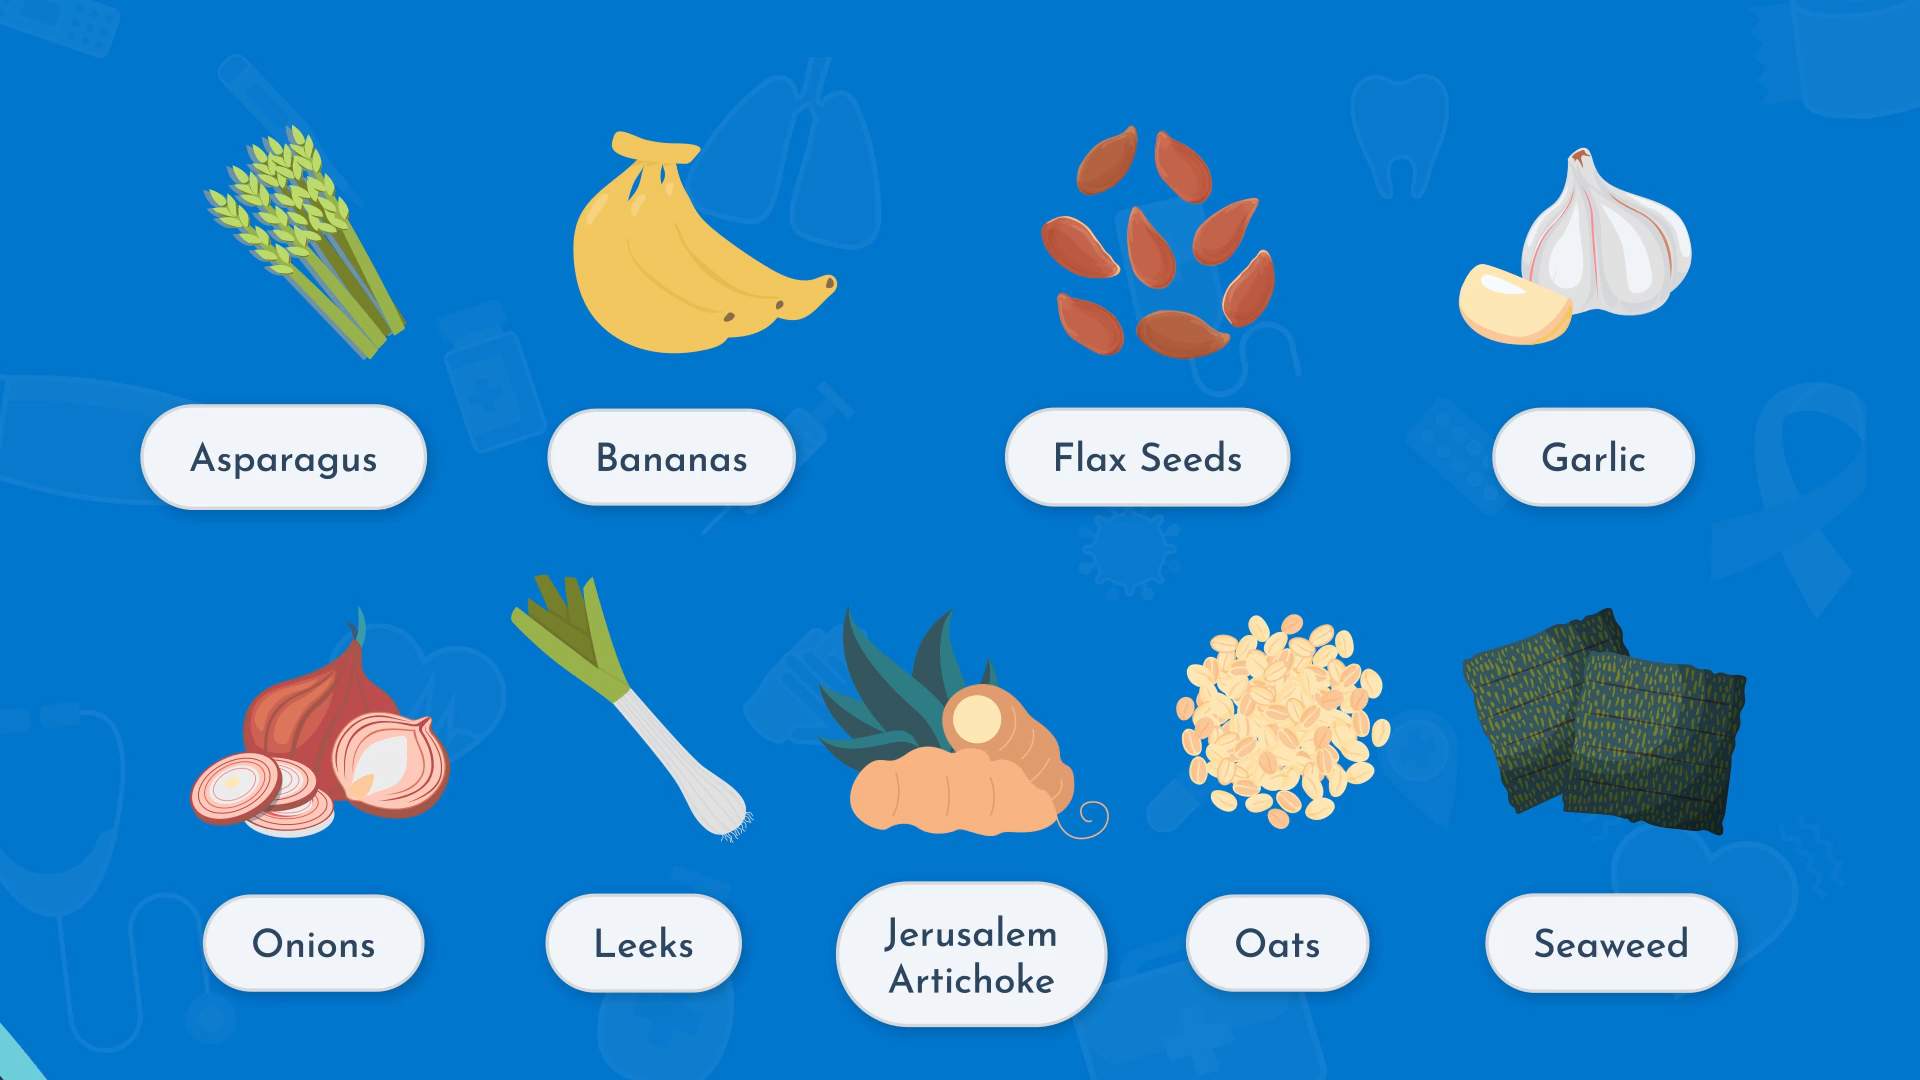 Asparagus
Bananas
Flax Seeds
Garlic
Onions
Leeks
Jerusalem
Artichoke
Oats
Seaweed